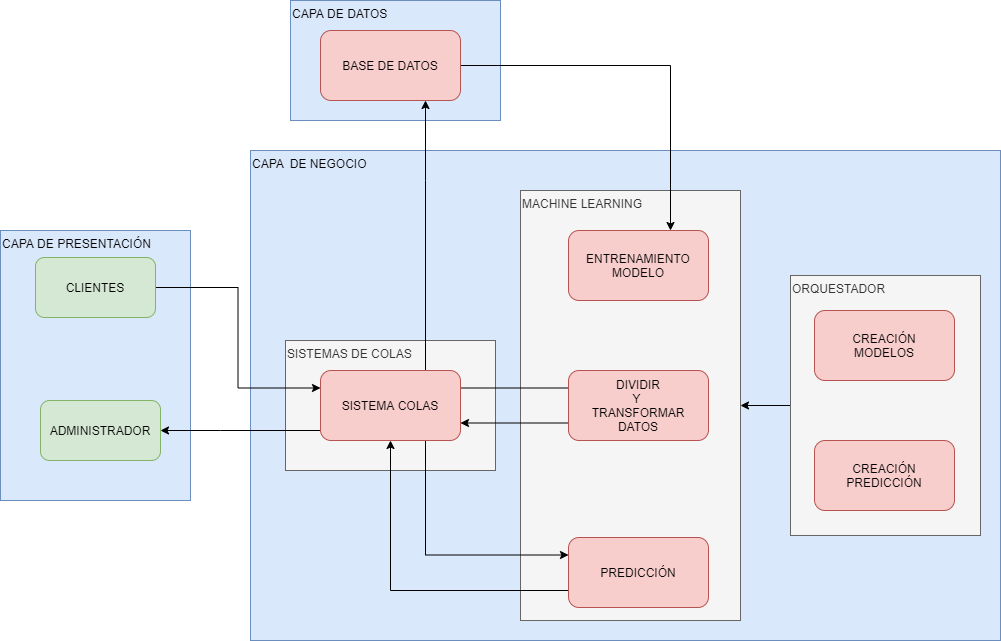 CAPA DE DATOS
BASE DE DATOS
CAPA  DE NEGOCIO
MACHINE LEARNING
ENTRENAMIENTO
MODELO
CAPA DE PRESENTACIÓN
CLIENTES
ADMINISTRADOR
SISTEMAS DE COLAS
SISTEMA COLAS
DIVIDIR
Y
TRANSFORMAR
DATOS
PREDICCIÓN
ORQUESTADOR
CREACIÓN
MODELOS
CREACIÓN
PREDICCIÓN